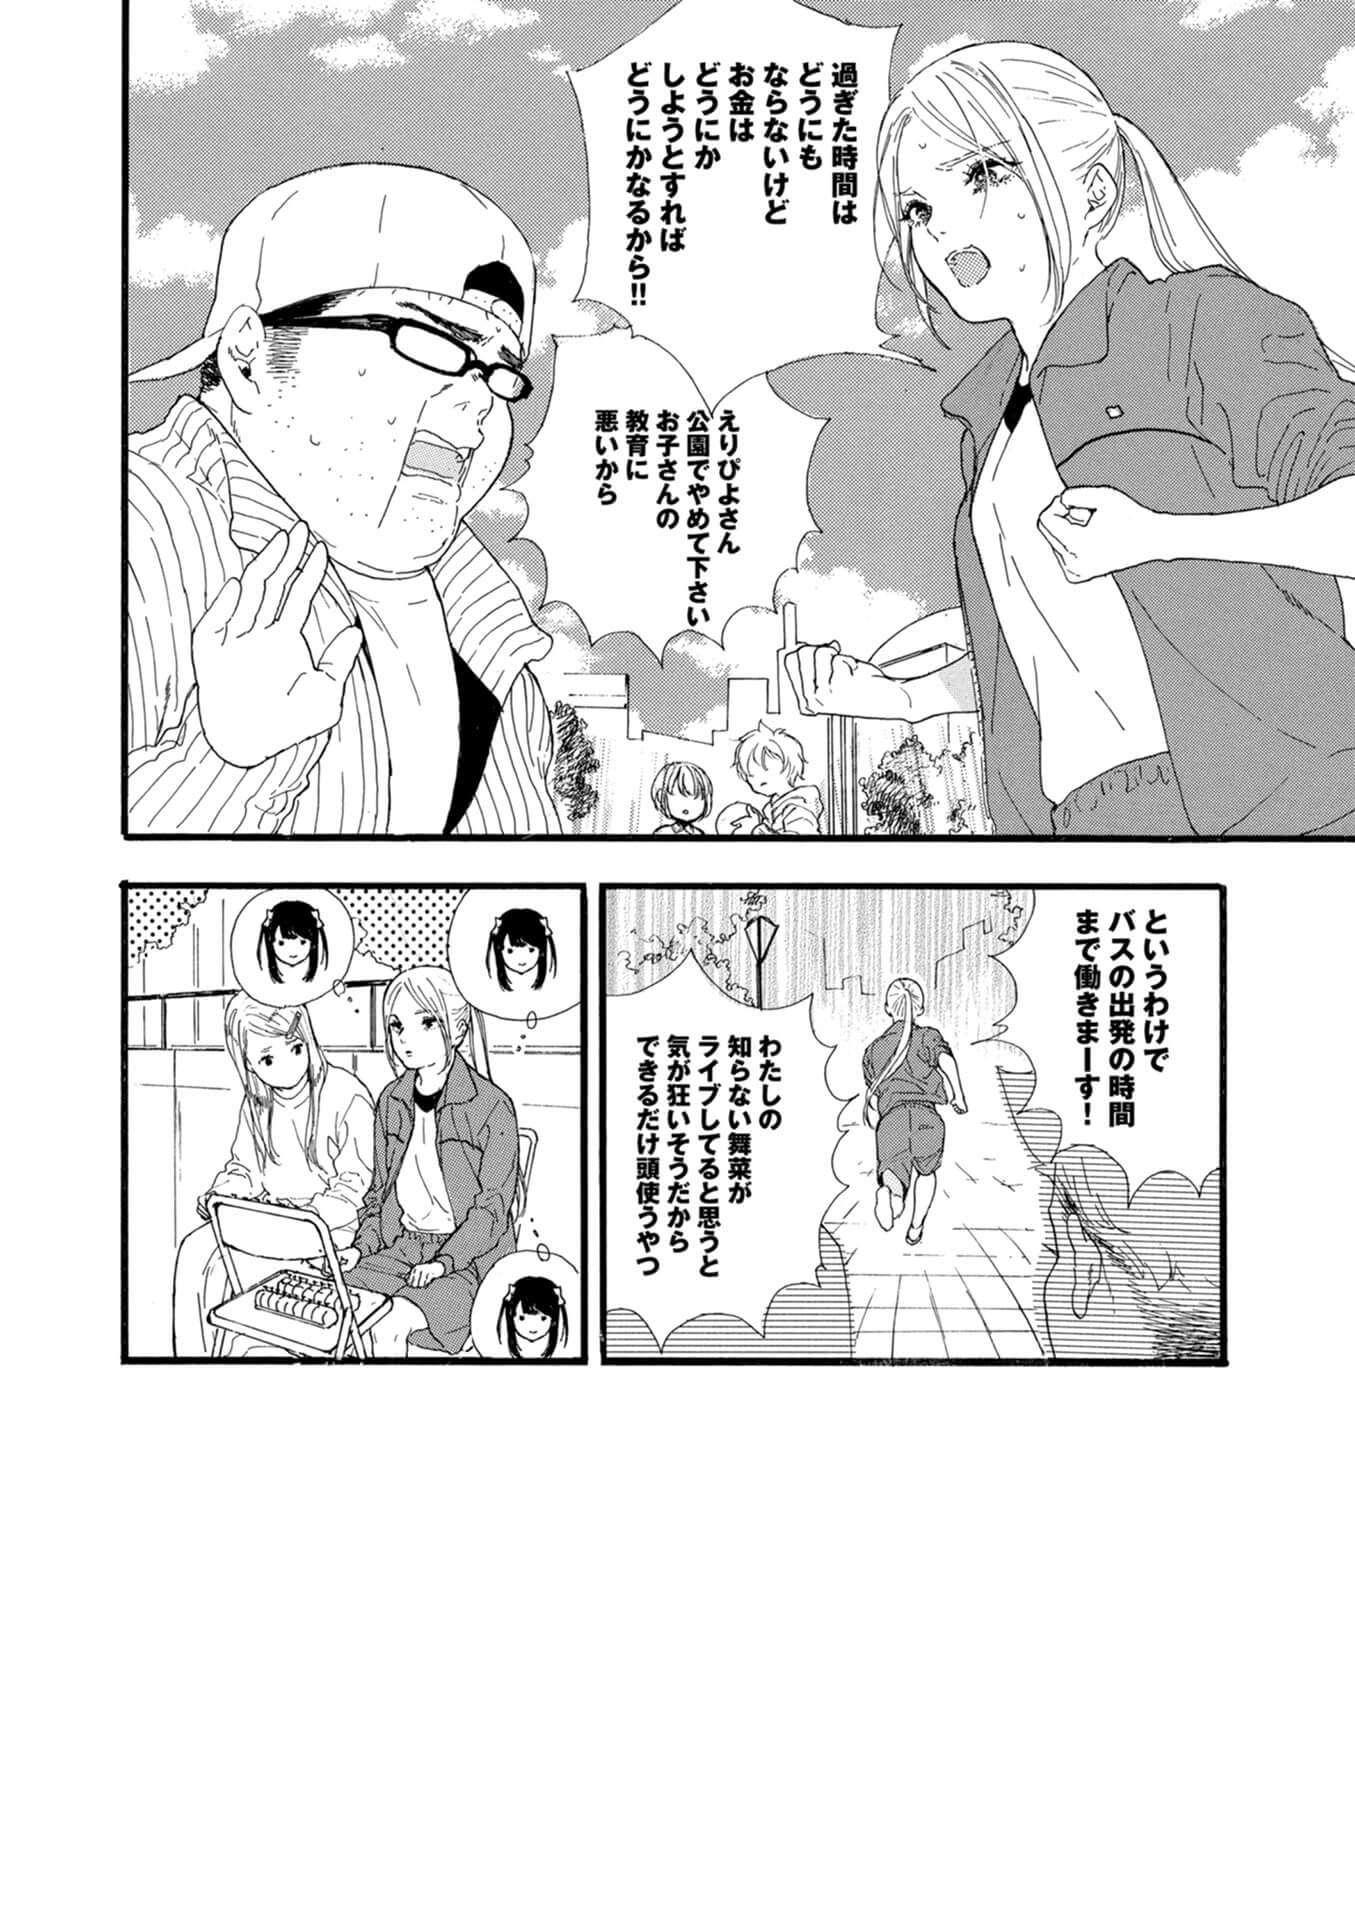 過ぎた時間は
どうにも
ならないけど
お金は
どうにか
しようとすれば
どうにかなるから!!
えりぴよさん
公園でやめて下さい
お子さんの
教育に
悪いから
というわけで
バスの出発の時間
まで働きまーす!
わたしの
知らない舞菜が
ライブしてると思うと
気が狂いそうだから
できるだけ頭使うやつ